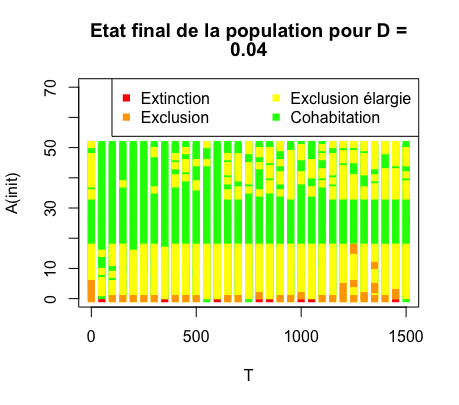 Etat final de la population pour D =
0.04
Extinction
Exclusion
Exclusion élargie
Cohabitation
A(init)
70
50
30
10
0
0 500 1000 1500
T